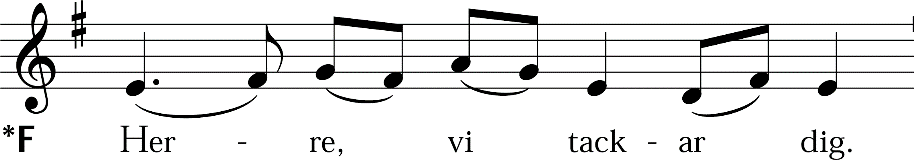 *F Her - re, vi tack - ar dig.